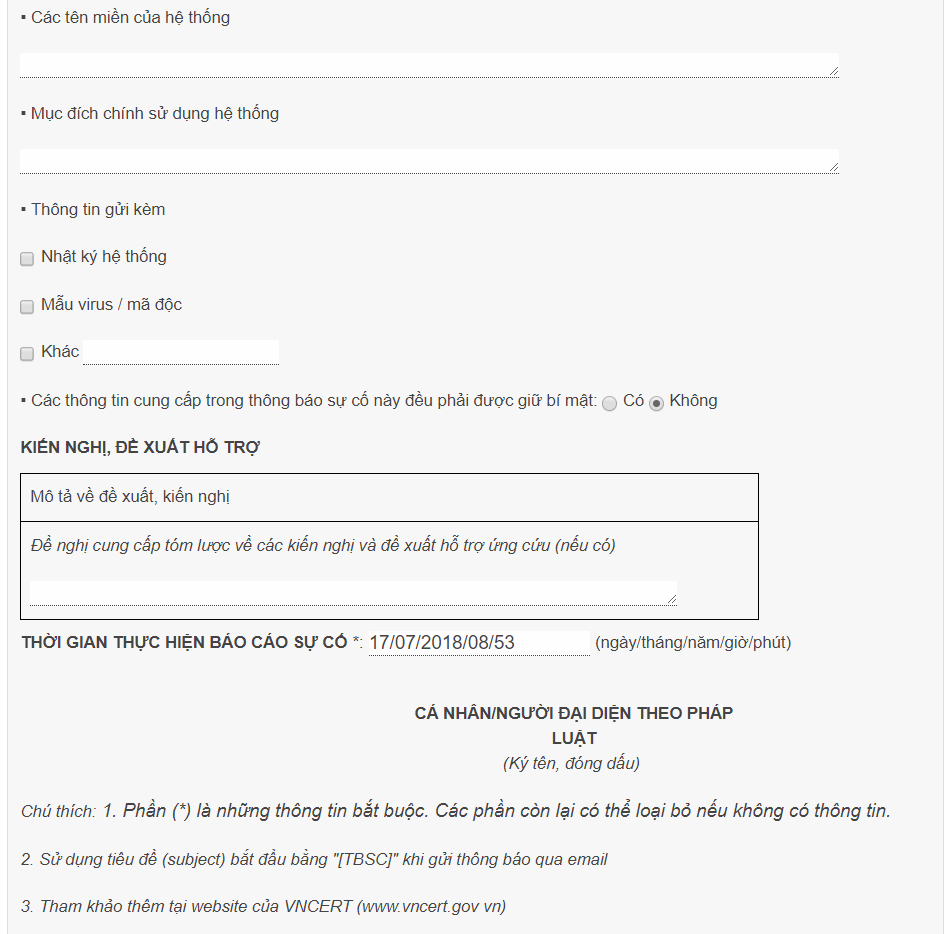 ▪ Các tên miền của hệ thống
▪ Mục đích chính sử dụng hệ thống
▪ Thông tin gửi kèm
Nhật ký hệ thống
Mẫu virus / mã độc
Khác
▪ Các thông tin cung cấp trong thông báo sự cố này đều phải được giữ bí mật: Có Không
KIẾN NGHỊ, ĐỀ XUẤT HỖ TRỢ
Mô tả về đề xuất, kiến nghị
Đề nghị cung cấp tóm lược về các kiến nghị và đề xuất hỗ trợ ứng cứu (nếu có)
THỜI GIAN THỰC HIỆN BÁO CÁO SỰ CỐ *: 17/07/2018/08/53 (ngày/tháng/năm/giờ/phút)
CÁ NHÂN/NGƯỜI ĐẠI DIỆN THEO PHÁP
LUẬT
(Ký tên, đóng dấu)
Chú thích: 1. Phần (*) là những thông tin bắt buộc. Các phần còn lại có thể loại bỏ nếu không có thông tin.
2. Sử dụng tiêu đề (subject) bắt đầu bằng "[TBSC]" khi gửi thông báo qua email
3. Tham khảo thêm tại website của VNCERT (www.vncert.gov vn)